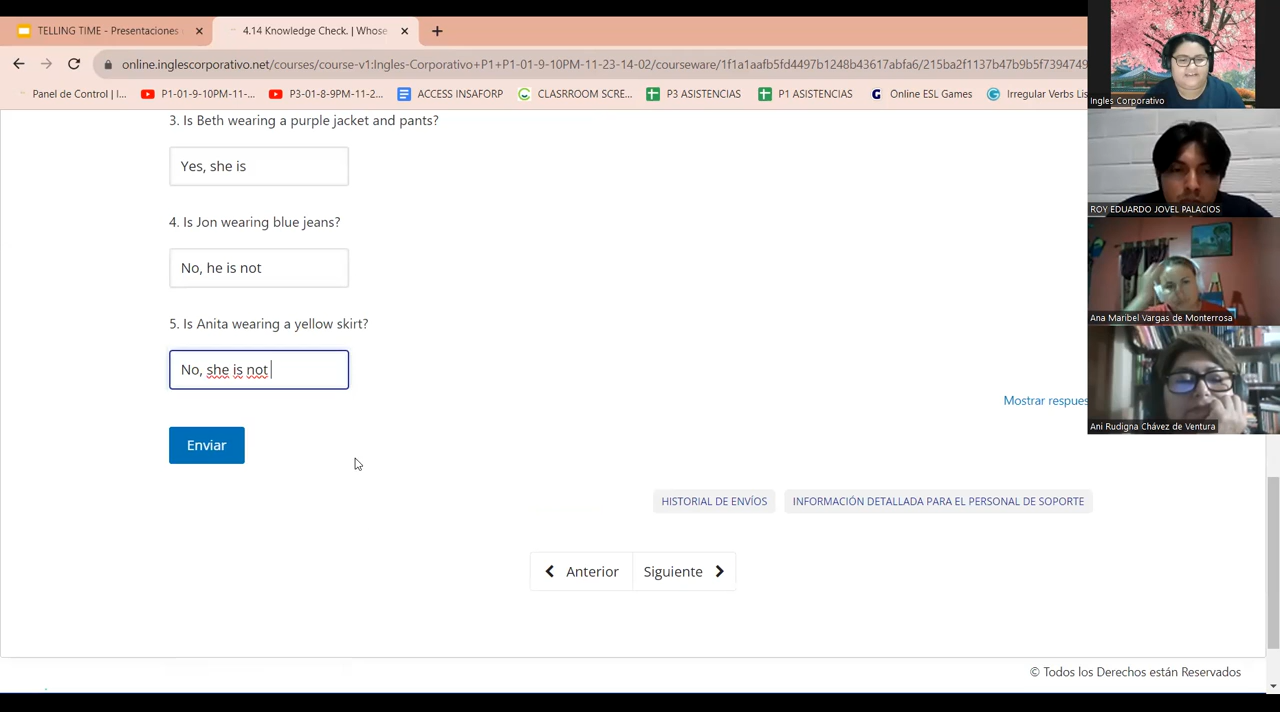 TELLING TIME - Presentaciones
4.14 Knowledge Check. | Whose
online.inglescorporativo.net/courses/course-v1:Ingles-Corporativo+P1+P1-01-9-10PM-11-23-14-02/courseware/1f1a1aafb5fd4497b1248b43617abfa6/215ba2f1137b47b9b5f7394749
Panel de Control | I...
P1-01-9-10PM-11-...
P3-01-8-9PM-11-2...
ACCESS INSAFORP
CLASRROOM SCRE...
P3 ASISTENCIAS
P1 ASISTENCIAS
Online ESL Games
Irregular Verbs Lis
Ingles Corporativo
3. Is Beth wearing a purple jacket and pants?
Yes, she is
ROY EDUARDO JOVEL PALACIOS
4. Is Jon wearing blue jeans?
No, he is not
Ana Maribel Vargas de Monterrosa
5. Is Anita wearing a yellow skirt?
No, she is not
Mostrar respues
Ani Rudigna Chávez de Ventura
Enviar
HISTORIAL DE ENVÍOS
INFORMACIÓN DETALLADA PARA EL PERSONAL DE SOPORTE
Anterior
Siguiente
© Todos los Derechos están Reservados